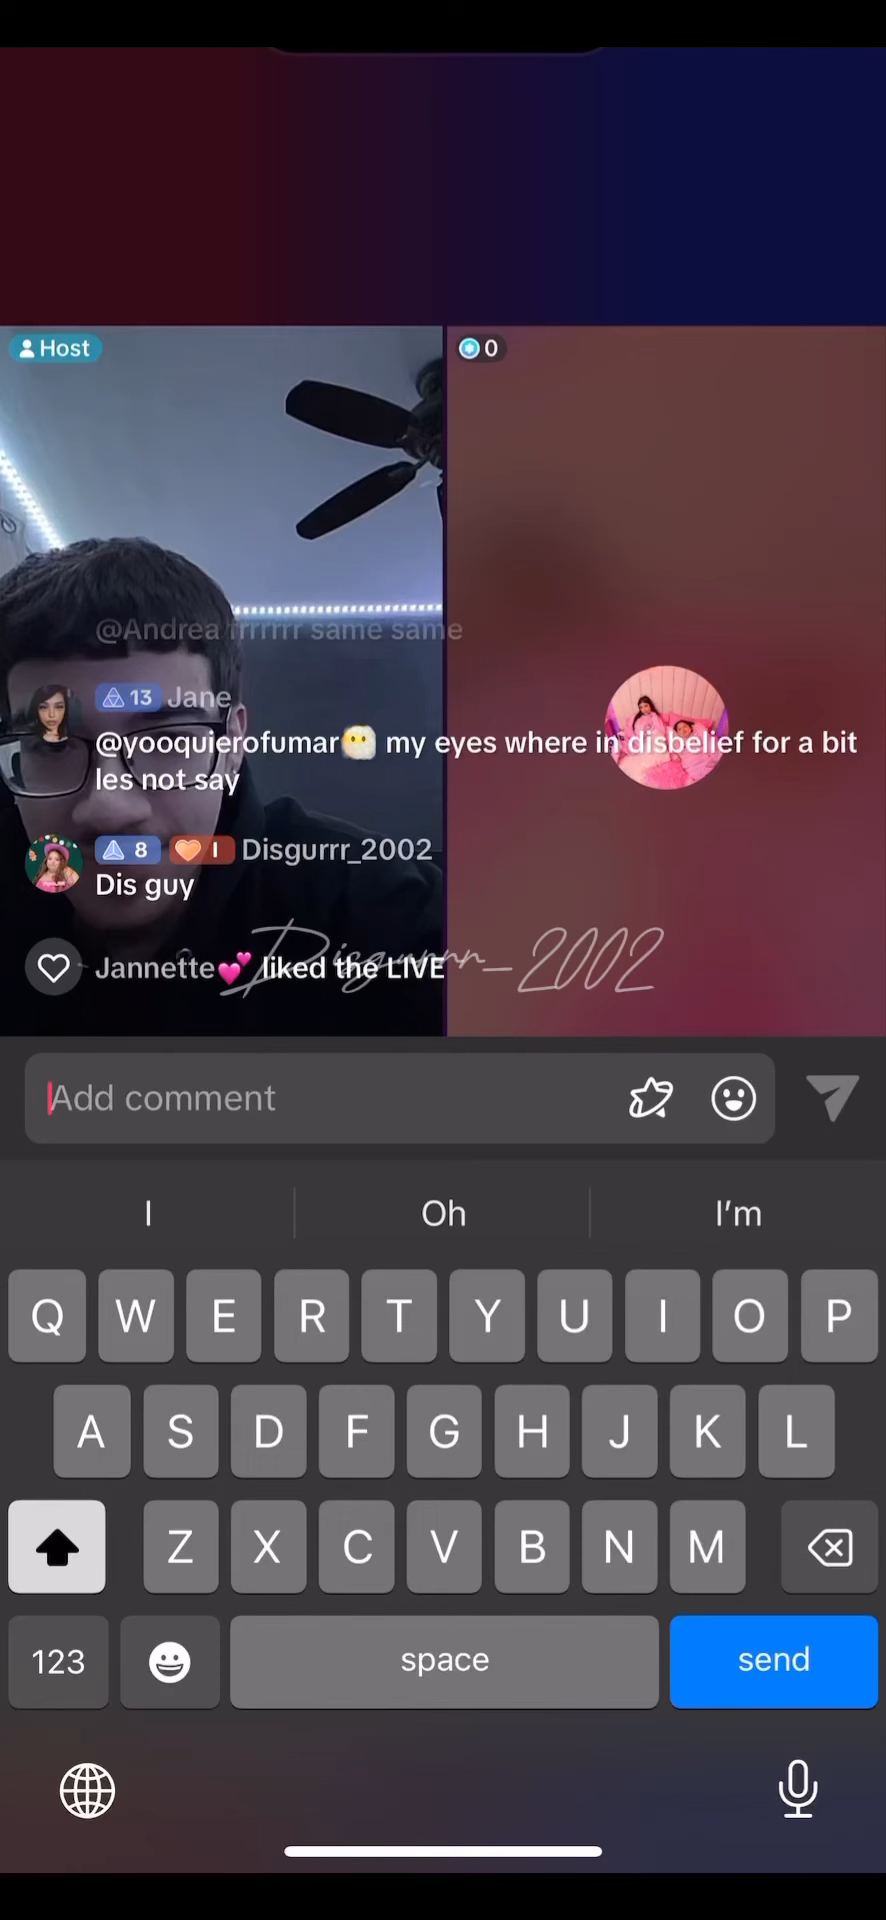 Host
0
@Andrea frrrrrr same same
13 Jane
@yooquierofumar😶 my eyes where in disbelief for a bit
les not say
8 I Disgurrr_2002
Dis guy
Jannette💕 liked the LIVE
Disgurrr_2002
Add comment
I Oh I'm
Q W E R T Y U I O P
A S D F G H J K L
Z X C V B N M
123 space send